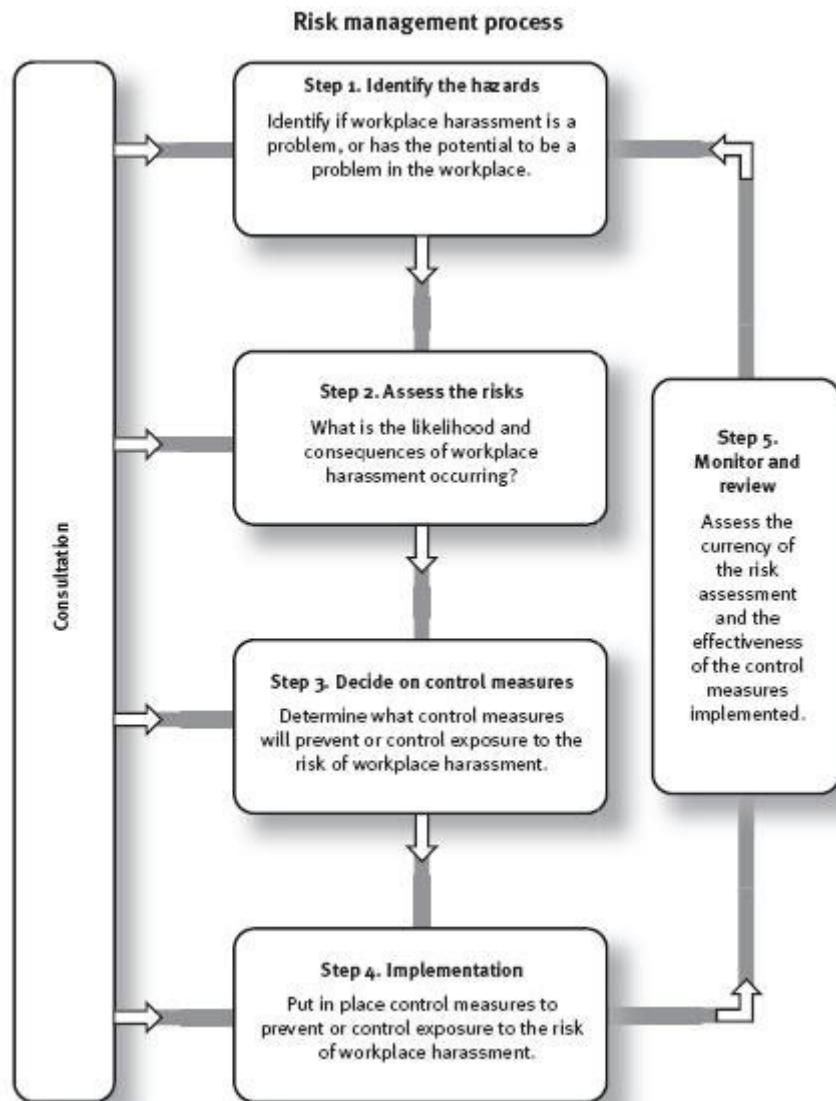 Risk management process
Consultation
Step 1. Identify the hazards
Identify if workplace harassment is a
problem, or has the potential to be a
problem in the workplace.
Step 2. Assess the risks
What is the likelihood and
consequences of workplace
harassment occurring?
Step 3. Decide on control measures
Determine what control measures
will prevent or control exposure to the
risk of workplace harassment.
Step 4. Implementation
Put in place control measures to
prevent or control exposure to the risk
of workplace harassment.
Step 5.
Monitor and
review
Assess the
currency of
the risk
assessment
and the
effectiveness
of the control
measures
implemented.